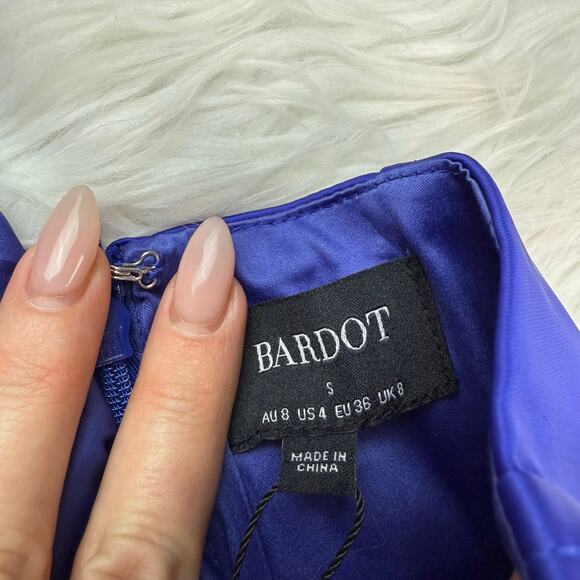 BARDOT
S
AU 8 US 4 EU 36 UK 8
MADE IN
CHINA